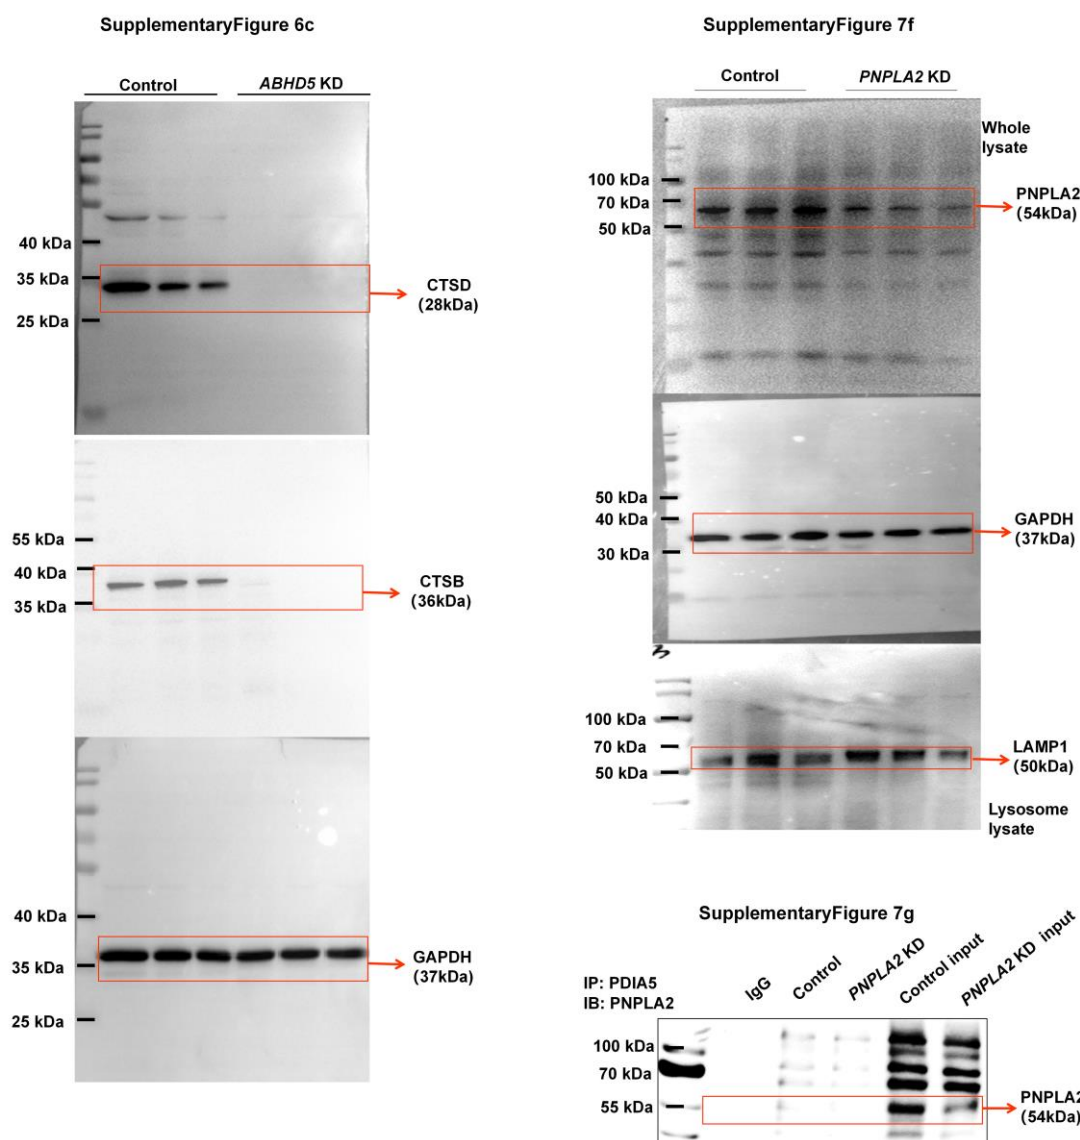 SupplementaryFigure 6c
Control ABHD5 KD
40 kDa
35 kDa
25 kDa
CTSD
(28kDa)
55 kDa
40 kDa
35 kDa
CTSB
(36kDa)
40 kDa
35 kDa
25 kDa
GAPDH
(37kDa)
SupplementaryFigure 7f
Control PNPLA2 KD
Whole
lysate
100 kDa
70 kDa
50 kDa
PNPLA2
(54kDa)
50 kDa
40 kDa
30 kDa
GAPDH
(37kDa)
100 kDa
70 kDa
50 kDa
LAMP1
(50kDa)
Lysosome
lysate
SupplementaryFigure 7g
IP: PDIA5
IB: PNPLA2
IgG
Control
PNPLA2 KD
Control input
PNPLA2 KD input
100 kDa
70 kDa
55 kDa
PNPLA2
(54kDa)